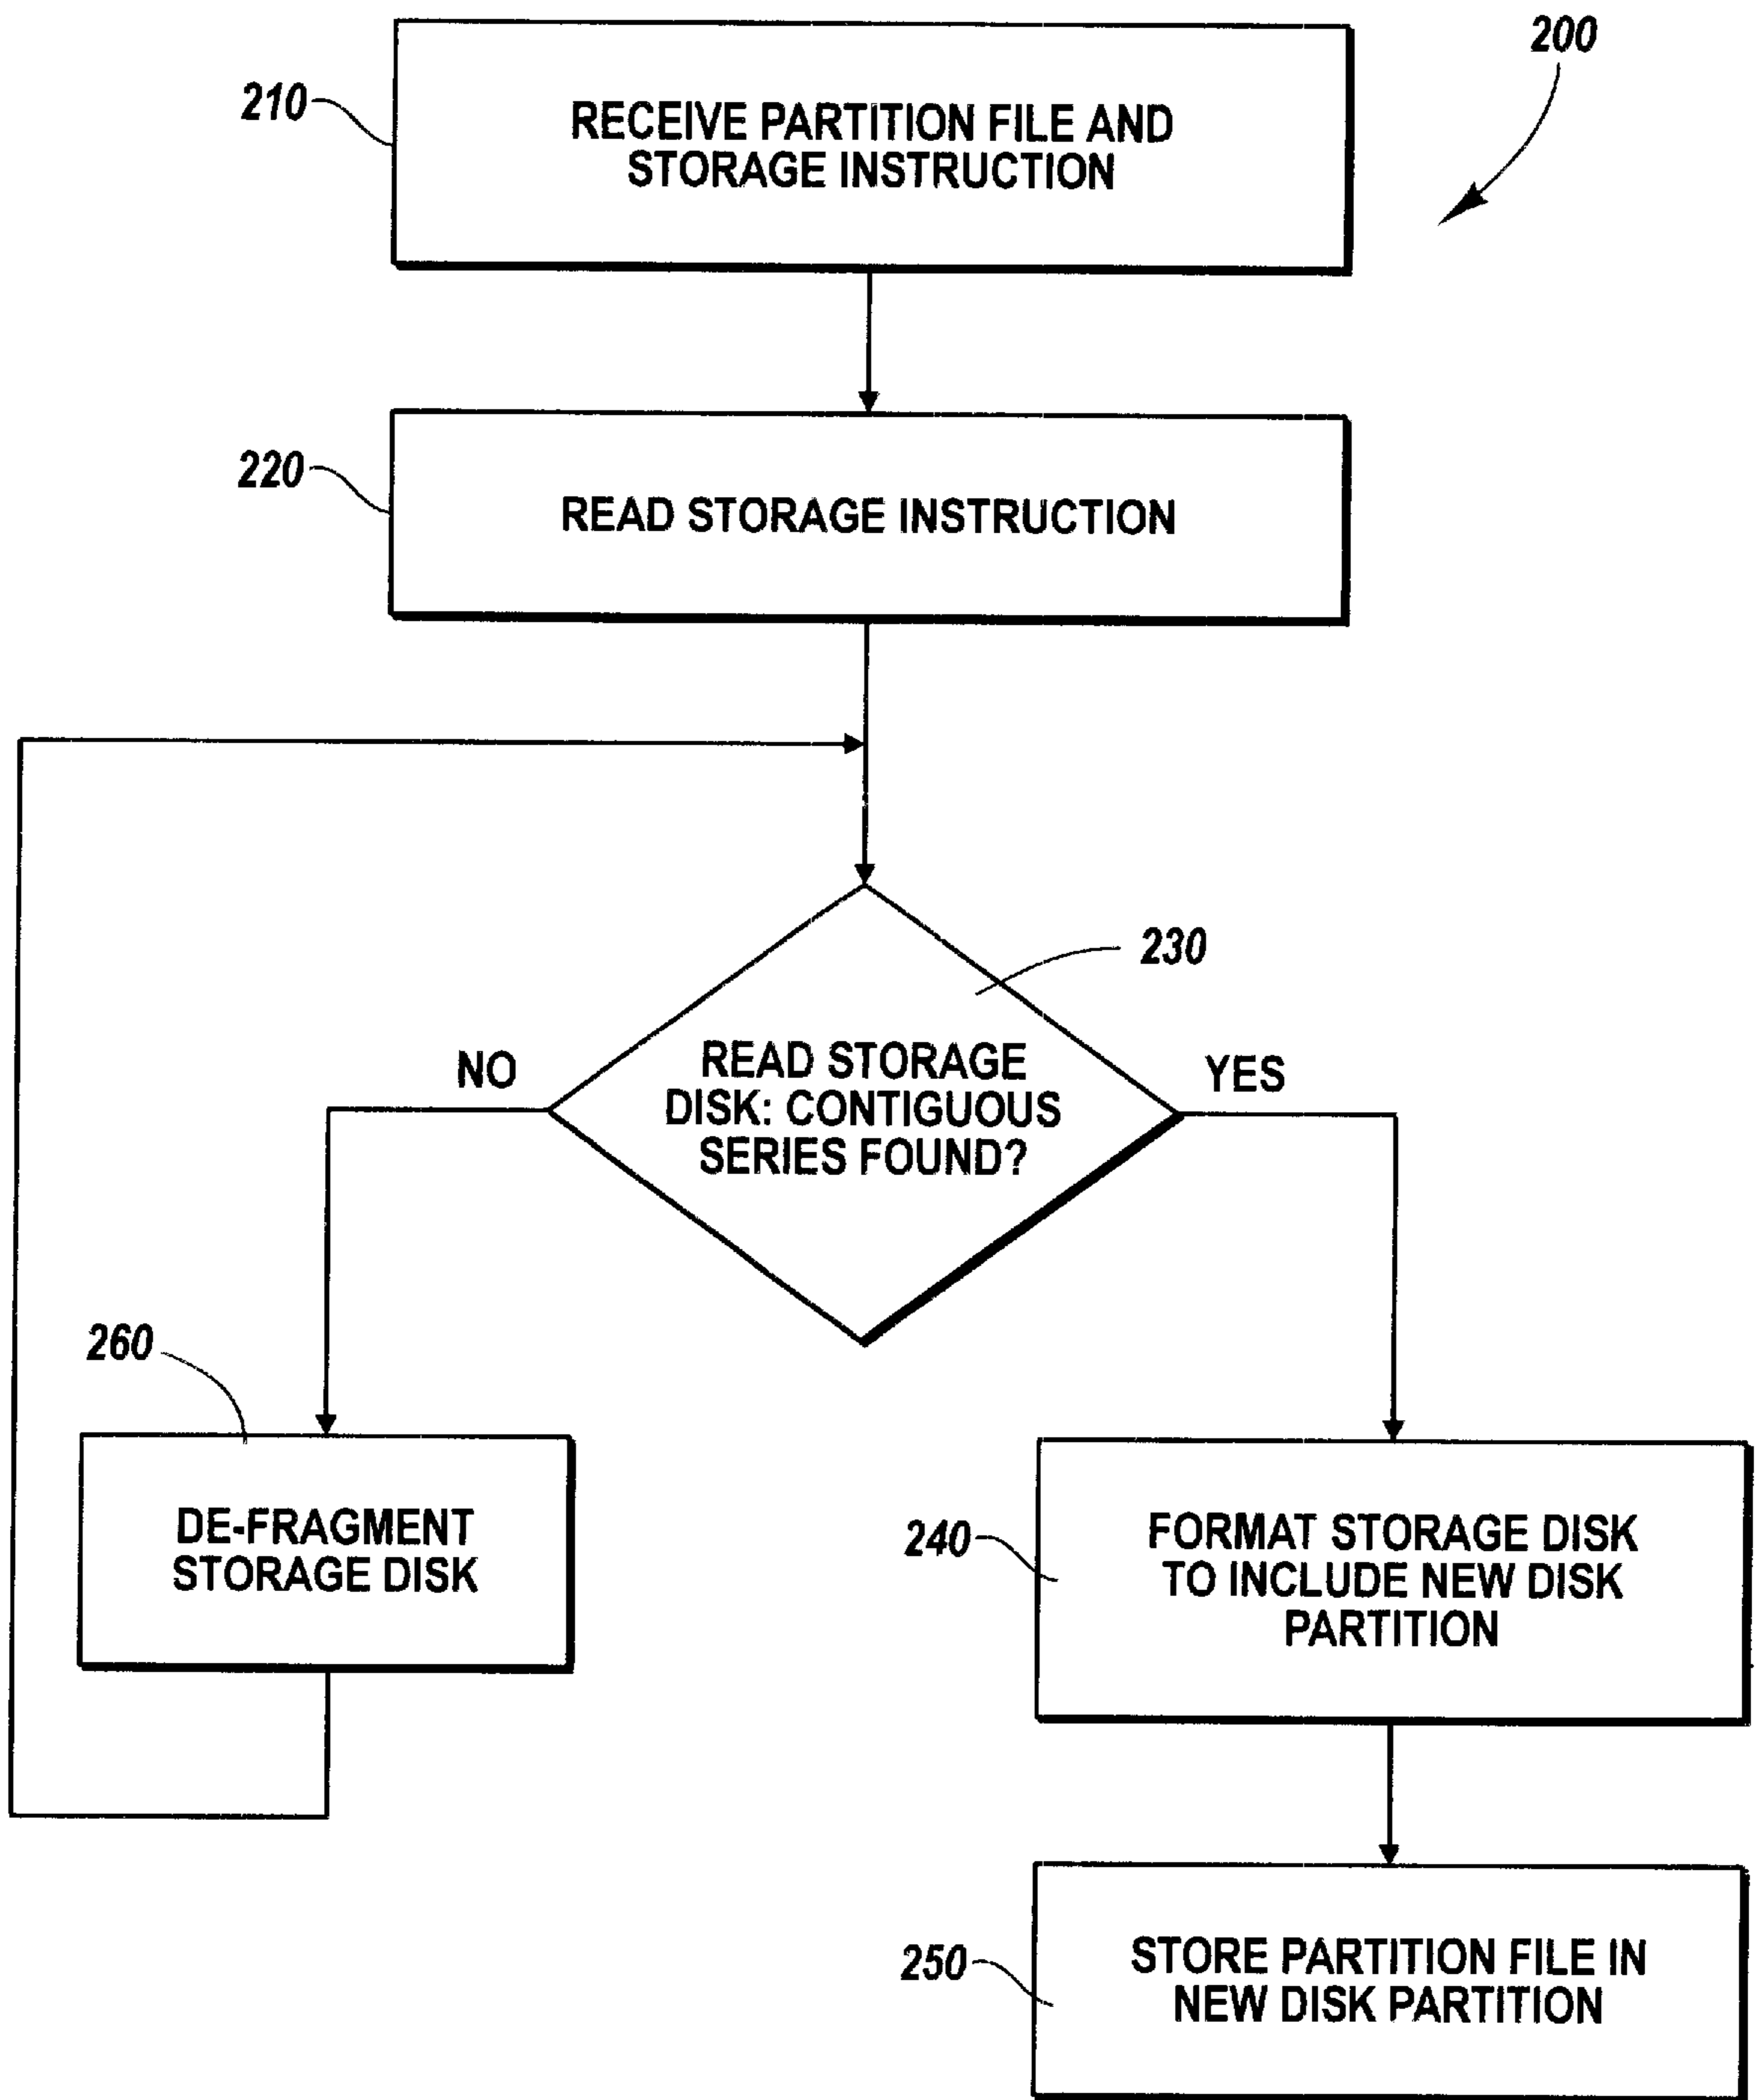 200
210
RECEIVE PARTITION FILE AND
STORAGE INSTRUCTION
220
READ STORAGE INSTRUCTION
230
READ STORAGE
DISK: CONTIGUOUS
SERIES FOUND?
NO
YES
260
DE-FRAGMENT
STORAGE DISK
240
FORMAT STORAGE DISK
TO INCLUDE NEW DISK
PARTITION
250
STORE PARTITION FILE IN
NEW DISK PARTITION